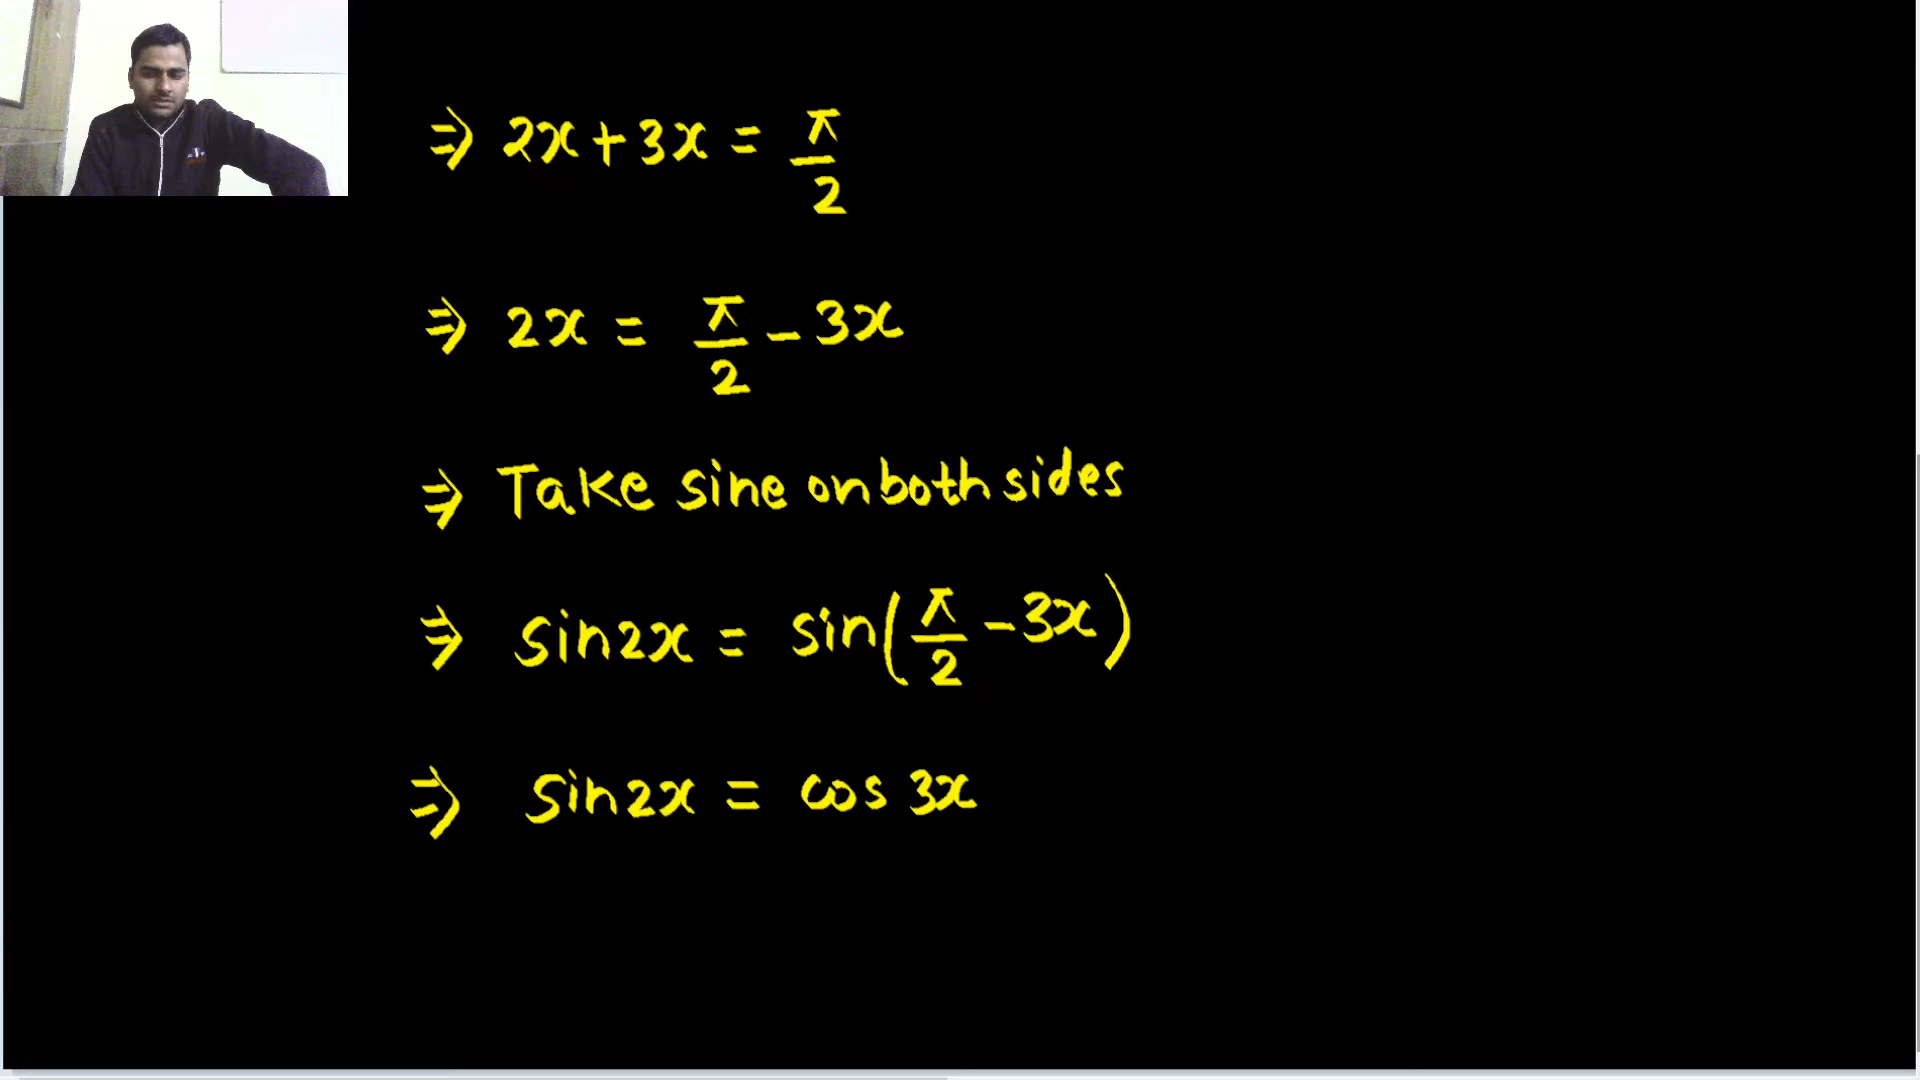 ⇒ 2x + 3x = π/2
⇒ 2x = π/2 - 3x
⇒ Take sine on both sides
⇒ sin2x = sin(π/2 - 3x)
⇒ sin2x = cos 3x